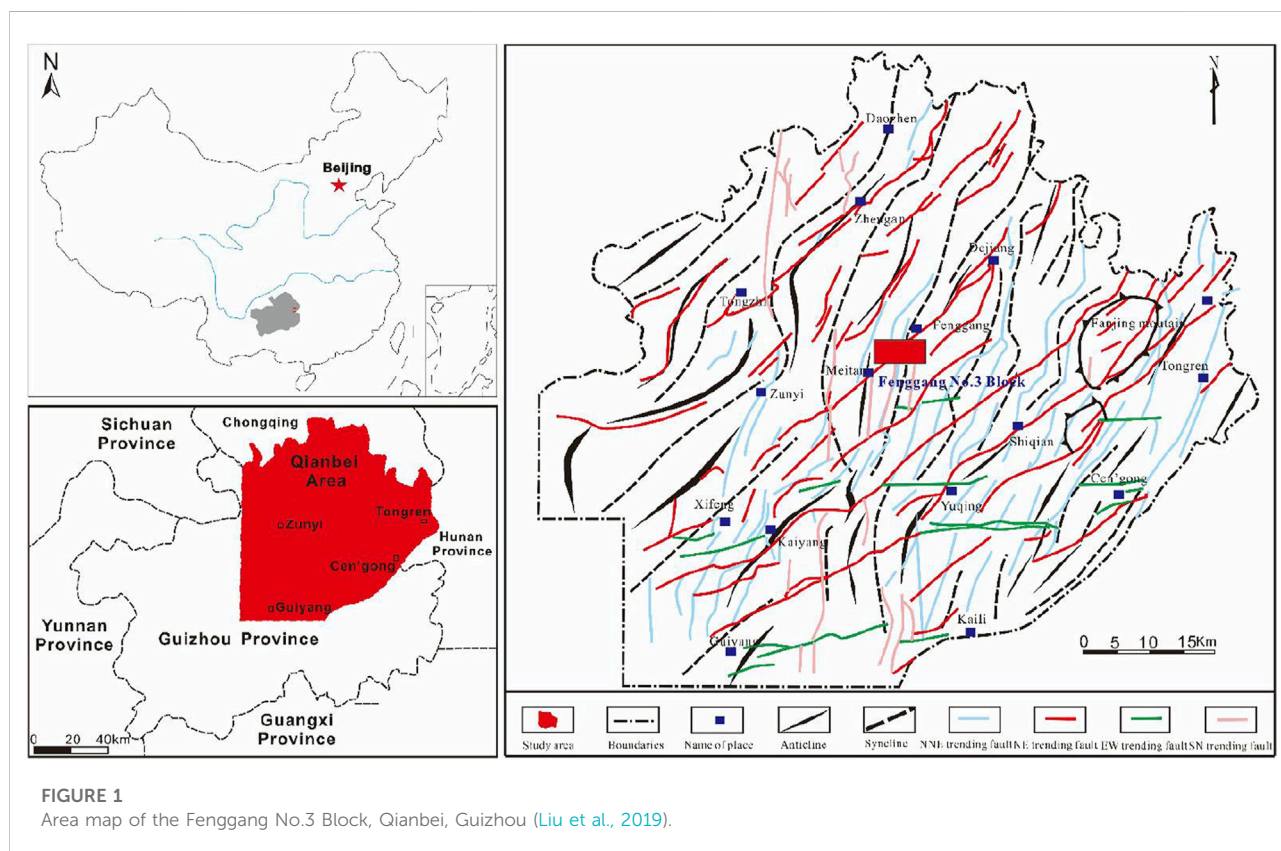 N
Beijing
Sichuan
Province
Chongqing
Qianbei
Area
Zunyi
Tongren
Hunan
Province
Cen'gong
Guiyang
Yunnan
Province
Guizhou Province
Guangxi
Province
0 20 40km
N
Daozhen
Zhengan
Dejiang
Tongzhi
Fenggang
Fanjing moutain
Meitan
Fenggang No.3 Block
Tongren
Zunyi
Shiqian
Cen'gong
Xifeng
Yuqing
Kaiyang
Kaili
Guiyang
0 5 10 15Km
Study area
Boundaries
Name of place
Anticline
Syncline
NNE trending fault
NE trending fault
EW trending fault
SN trending fault
FIGURE 1
Area map of the Fenggang No.3 Block, Qianbei, Guizhou (Liu et al., 2019).